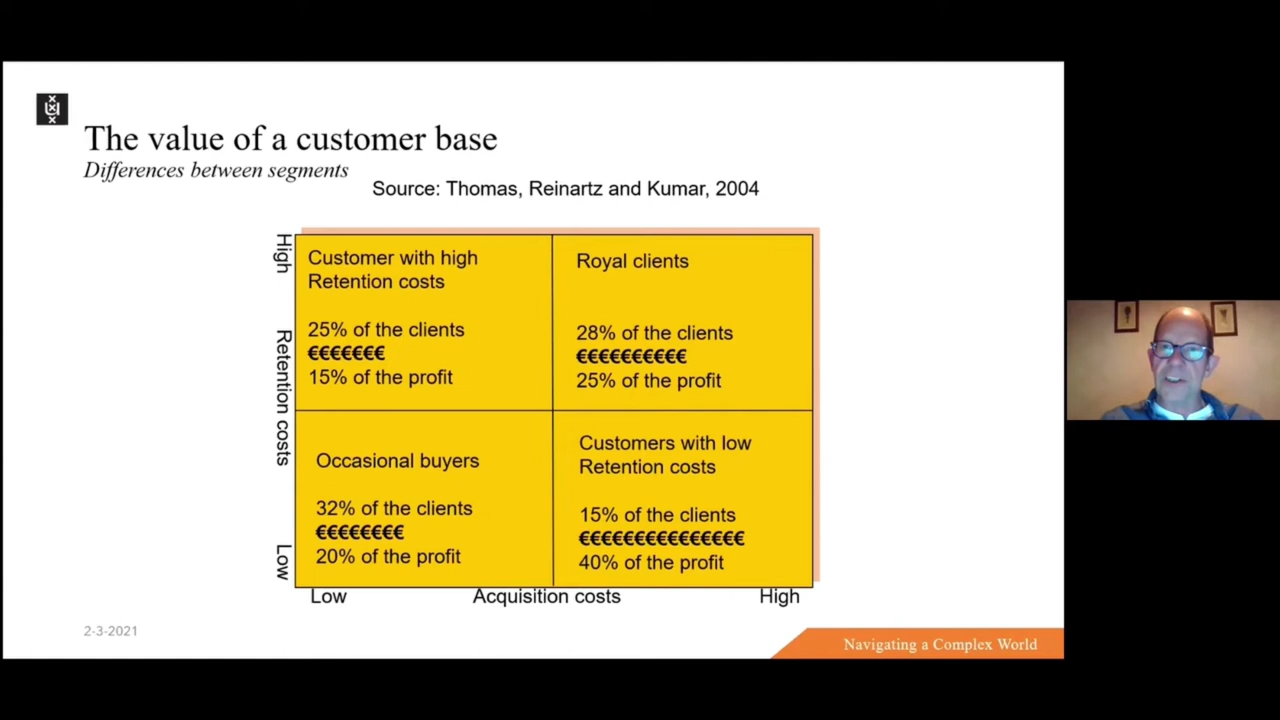 The value of a customer base
Differences between segments
Source: Thomas, Reinartz and Kumar, 2004
High
Retention costs
Low
Customer with high
Retention costs
25% of the clients
€€€€€€€
15% of the profit
Royal clients
28% of the clients
€€€€€€€€€€
25% of the profit
Occasional buyers
32% of the clients
€€€€€€€€
20% of the profit
Customers with low
Retention costs
15% of the clients
€€€€€€€€€€€€€€€
40% of the profit
Low
Acquisition costs
High
2-3-2021
Navigating a Complex World